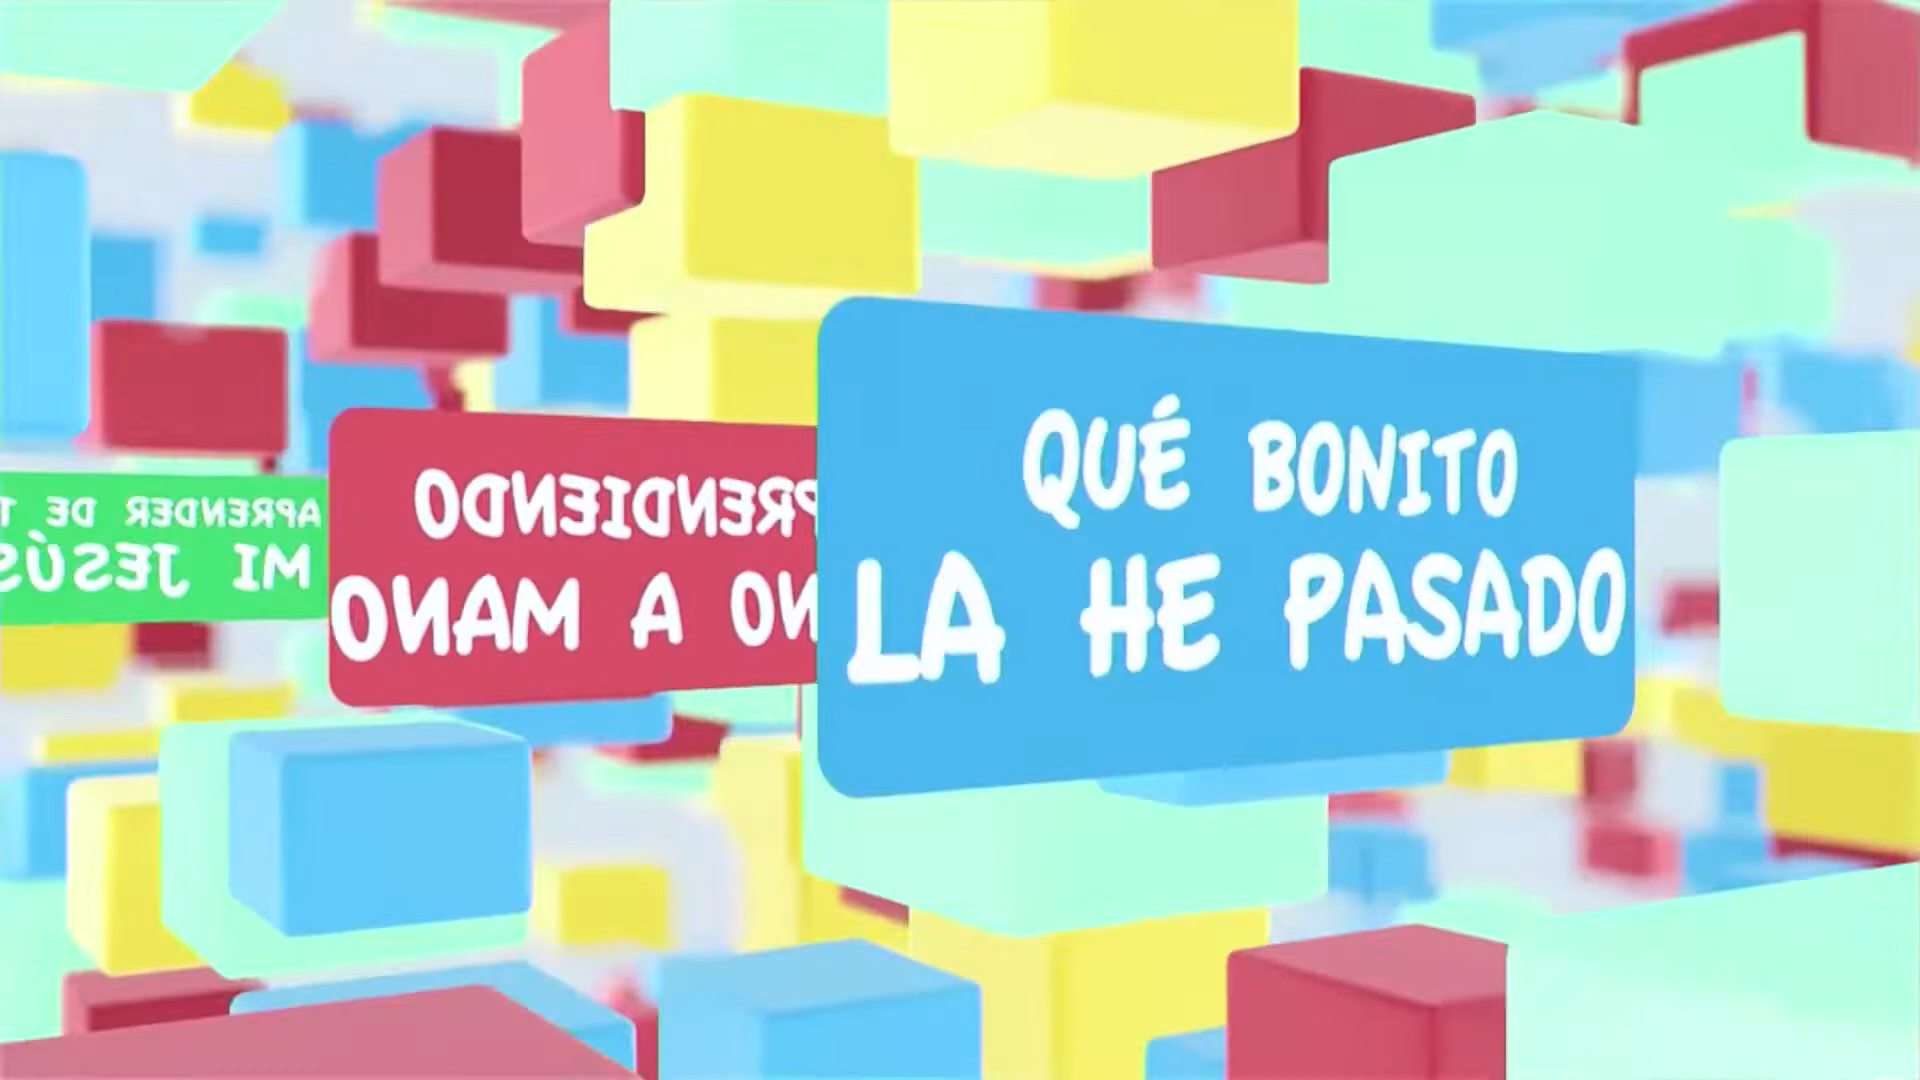 APRENDER DE T
MI JESÚS
PRENDIENDO
NO A MANO
QUÉ BONITO
LA HE PASADO